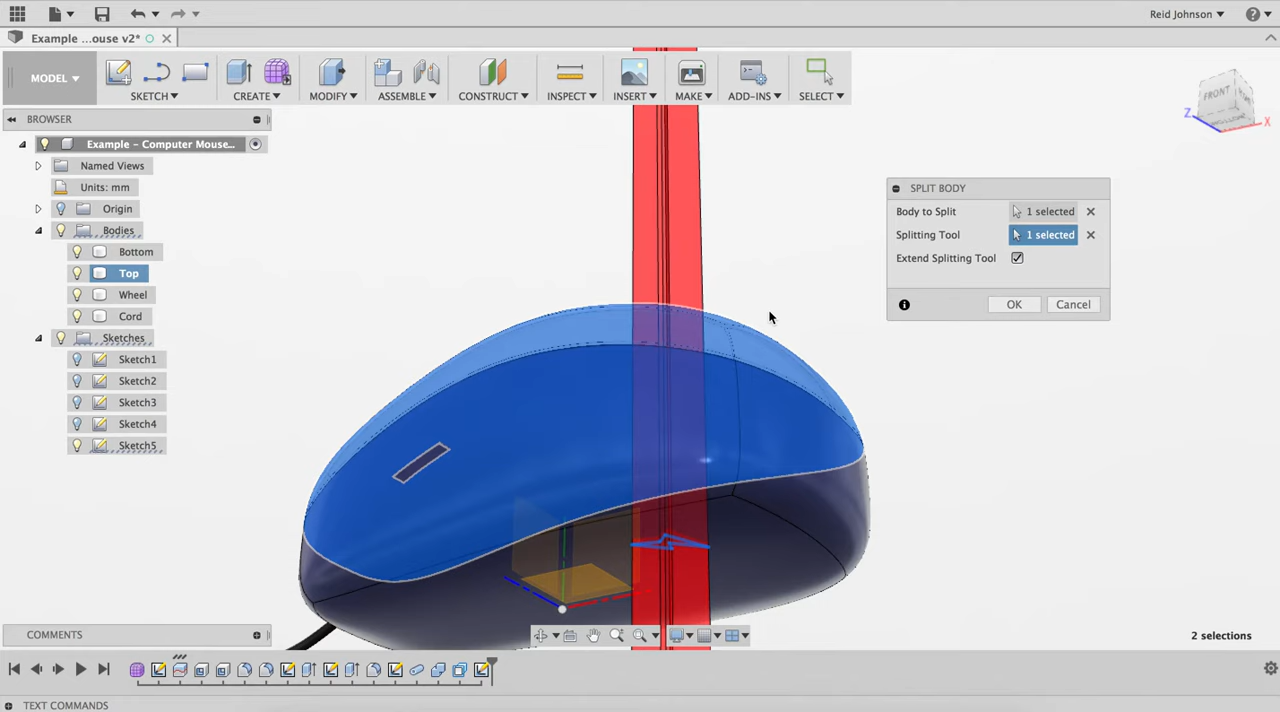 Reid Johnson
Example ...ouse v2*
MODEL
SKETCH
CREATE
MODIFY
ASSEMBLE
CONSTRUCT
INSPECT
INSERT
MAKE
ADD-INS
SELECT
FRONT
Z
X
BROWSER
Example - Computer Mouse...
Named Views
Units: mm
Origin
Bodies
Bottom
Top
Wheel
Cord
Sketches
Sketch1
Sketch2
Sketch3
Sketch4
Sketch5
SPLIT BODY
Body to Split 1 selected
Splitting Tool 1 selected
Extend Splitting Tool
OK Cancel
COMMENTS
2 selections
TEXT COMMANDS